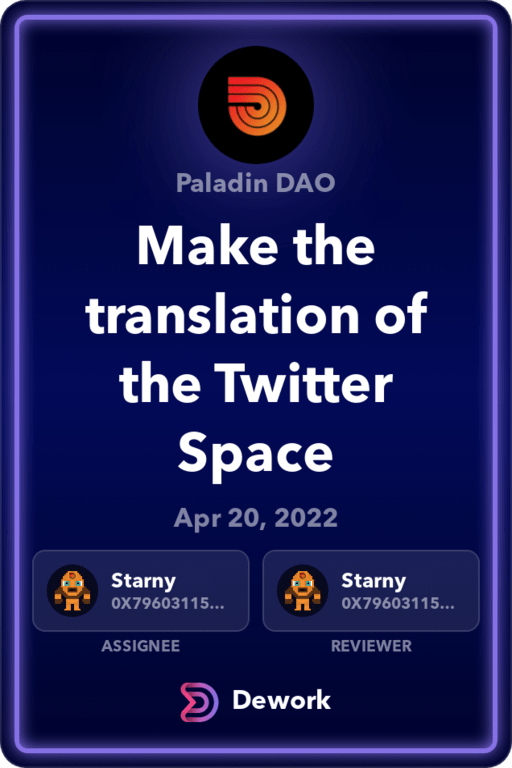 Paladin DAO
Make the
translation of
the Twitter
Space
Apr 20, 2022
Starny
0X79603115...
ASSIGNEE
Starny
0X79603115...
REVIEWER
Dework